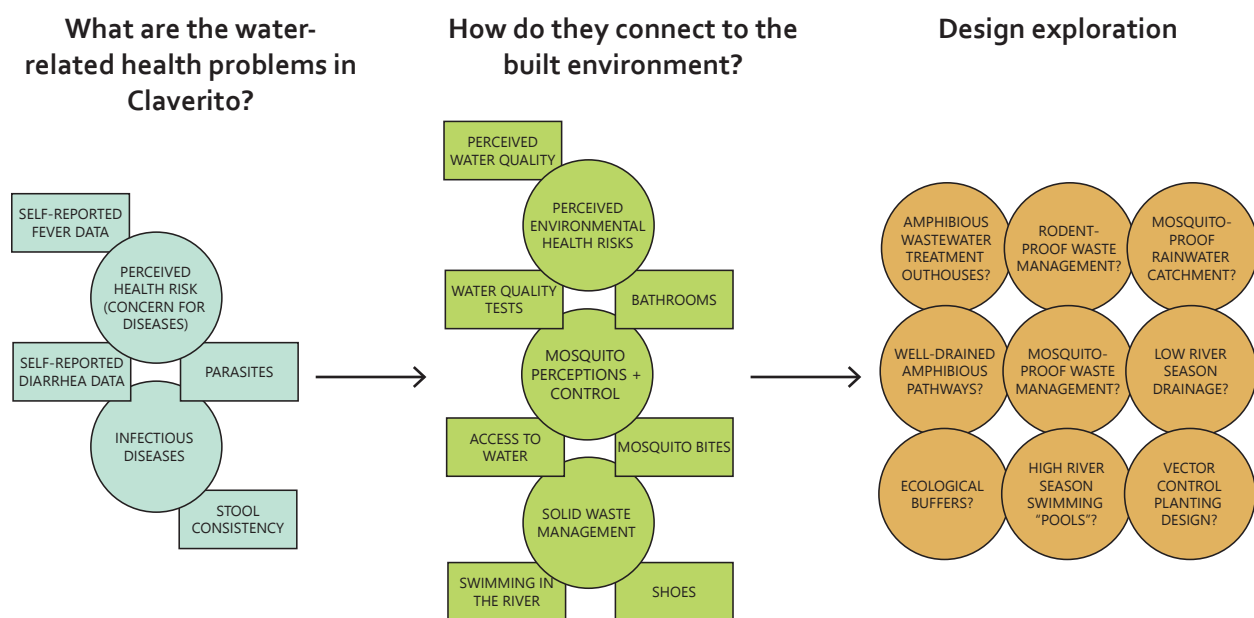 What are the water-
related health problems in
Claverito?
SELF-REPORTED
FEVER DATA
PERCEIVED
HEALTH RISK
(CONCERN FOR
DISEASES)
SELF-REPORTED
DIARRHEA DATA
PARASITES
INFECTIOUS
DISEASES
STOOL
CONSISTENCY
How do they connect to the
built environment?
PERCEIVED
WATER QUALITY
PERCEIVED
ENVIRONMENTAL
HEALTH RISKS
WATER QUALITY
TESTS
BATHROOMS
MOSQUITO
PERCEPTIONS +
CONTROL
ACCESS TO
WATER
MOSQUITO BITES
SOLID WASTE
MANAGEMENT
SWIMMING IN
THE RIVER
SHOES
Design exploration
AMPHIBIOUS
WASTEWATER
TREATMENT
OUTHOUSES?
RODENT-
PROOF WASTE
MANAGEMENT?
MOSQUITO-
PROOF
RAINWATER
CATCHMENT?
WELL-DRAINED
AMPHIBIOUS
PATHWAYS?
MOSQUITO-
PROOF WASTE
MANAGEMENT?
LOW RIVER
SEASON
DRAINAGE?
ECOLOGICAL
BUFFERS?
HIGH RIVER
SEASON
SWIMMING
“POOLS”?
VECTOR
CONTROL
PLANTING
DESIGN?